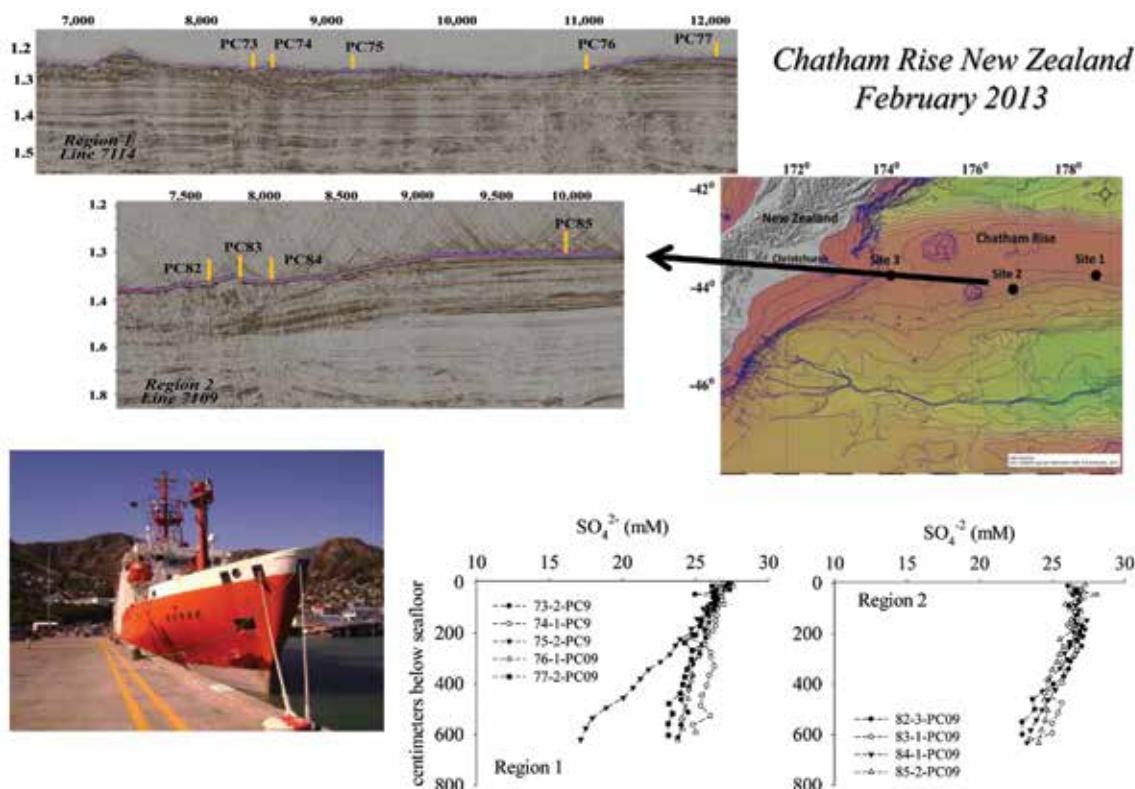 7,000 8,000 9,000 10,000 11,000 12,000
PC73 PC74 PC75 PC76 PC77
1.2
1.3
1.4
1.5
Region 1
Line 7114
Chatham Rise New Zealand
February 2013
7,500 8,000 9,000 9,500 10,000
1.2
1.3
1.4
1.6
1.8
PC82 PC83 PC84 PC85
Region 2
Line 7109
172° 174° 176° 178°
-42°
-44°
-46°
New Zealand
Christchurch
Chatham Rise
Site 3
Site 2
Site 1
SO₄²⁻ (mM)
10 15 20 25 30
0
200
400
600
800
centimeters below seafloor
73-2-PC9
74-1-PC9
75-2-PC9
76-1-PC09
77-2-PC09
Region 1
SO₄⁻² (mM)
10 15 20 25 30
0
200
400
600
800
Region 2
82-3-PC09
83-1-PC09
84-1-PC09
85-2-PC09